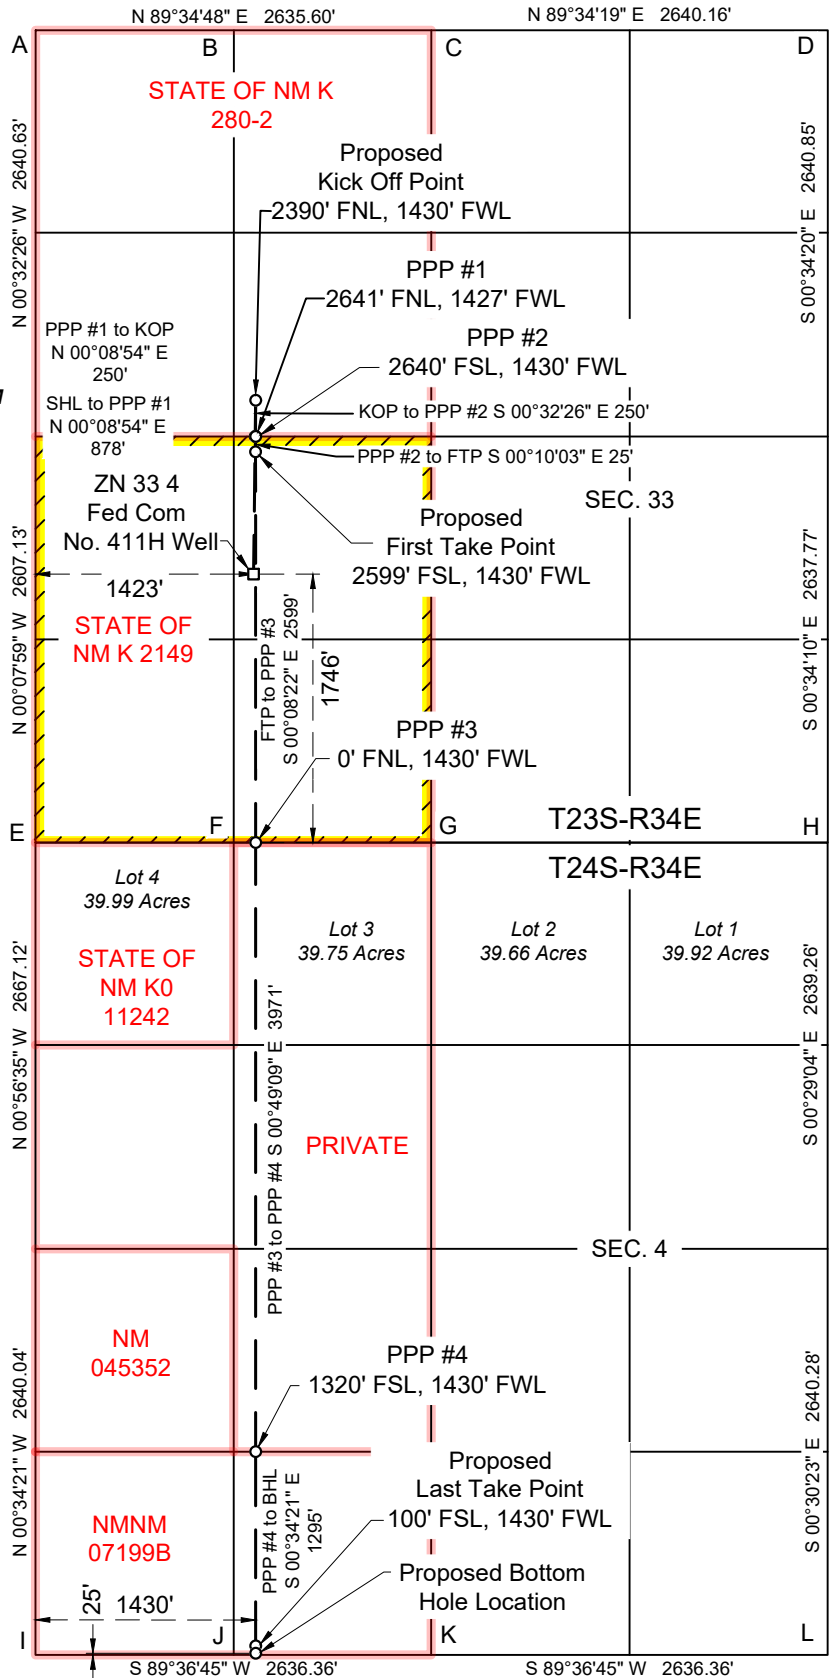 N 89°34'48" E 2635.60'
N 89°34'19" E 2640.16'
A
B
C
D
STATE OF NM K
280-2
N 00°32'26" W 2640.63'
S 00°34'20" E 2640.85'
Proposed
Kick Off Point
2390' FNL, 1430' FWL
PPP #1
2641' FNL, 1427' FWL
PPP #2
2640' FSL, 1430' FWL
PPP #1 to KOP
N 00°08'54" E
250'
SHL to PPP #1
N 00°08'54" E
878'
KOP to PPP #2 S 00°32'26" E 250'
PPP #2 to FTP S 00°10'03" E 25'
ZN 33 4
Fed Com
No. 411H Well
SEC. 33
Proposed
First Take Point
2599' FSL, 1430' FWL
1423'
STATE OF
NM K 2149
N 00°07'59" W 2607.13'
S 00°34'10" E 2637.77'
FTP to PPP #3
S 00°08'22" E 2599'
1746'
PPP #3
0' FNL, 1430' FWL
E
F
G
H
T23S-R34E
T24S-R34E
Lot 4
39.99 Acres
Lot 3
39.75 Acres
Lot 2
39.66 Acres
Lot 1
39.92 Acres
STATE OF
NM K0
11242
N 00°56'35" W 2667.12'
S 00°29'04" E 2639.26'
PPP #3 to PPP #4 S 00°49'09" E 3971'
PRIVATE
SEC. 4
NM
045352
PPP #4
1320' FSL, 1430' FWL
N 00°34'21" W 2640.04'
S 00°30'23" E 2640.28'
Proposed
Last Take Point
100' FSL, 1430' FWL
NMNM
07199B
PPP #4 to BHL
S 00°34'21" E
1295'
Proposed Bottom
Hole Location
25'
1430'
I
J
K
L
S 89°36'45" W 2636.36'
S 89°36'45" W 2636.36'